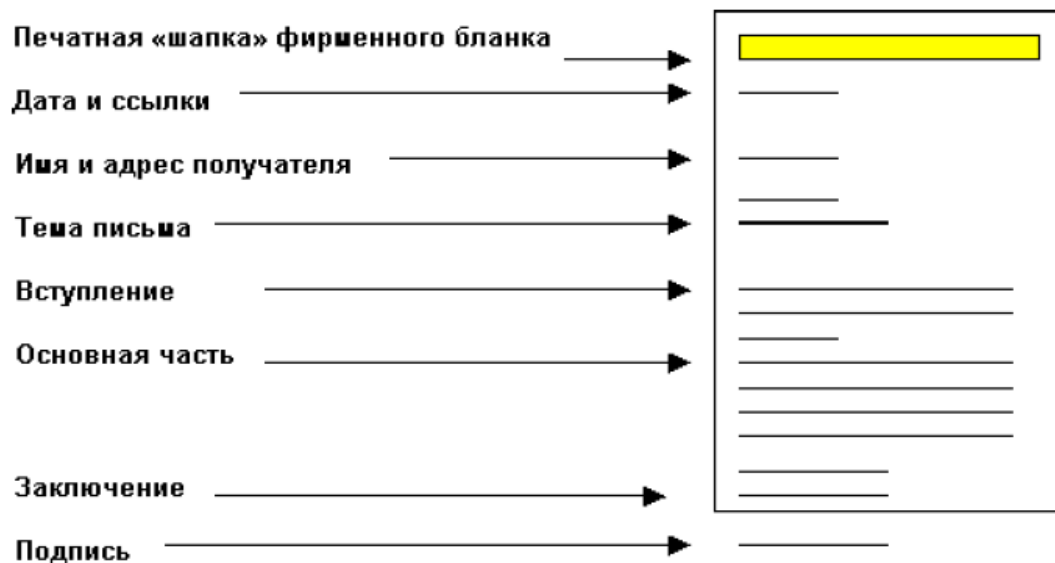 Печатная «шапка» фирменного бланка
Дата и ссылки
Имя и адрес получателя
Тема письма
Вступление
Основная часть
Заключение
Подпись